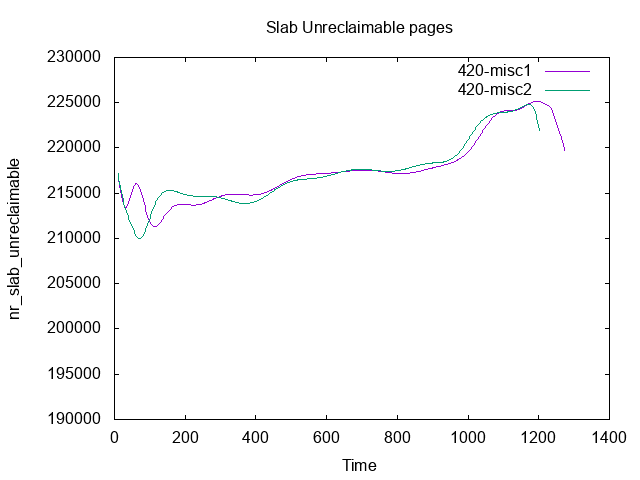 Slab Unreclaimable pages
230000
225000
220000
215000
210000
205000
200000
195000
190000
nr_slab_unreclaimable
420-misc1
420-misc2
0 200 400 600 800 1000 1200 1400
Time